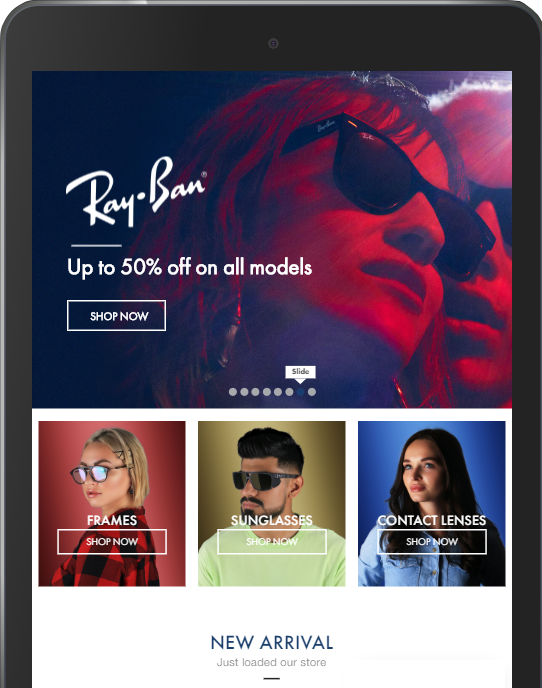 Ray-Ban®
Up to 50% off on all models
SHOP NOW
Slide
FRAMES
SHOP NOW
SUNGLASSES
SHOP NOW
CONTACT LENSES
SHOP NOW
NEW ARRIVAL
Just loaded our store